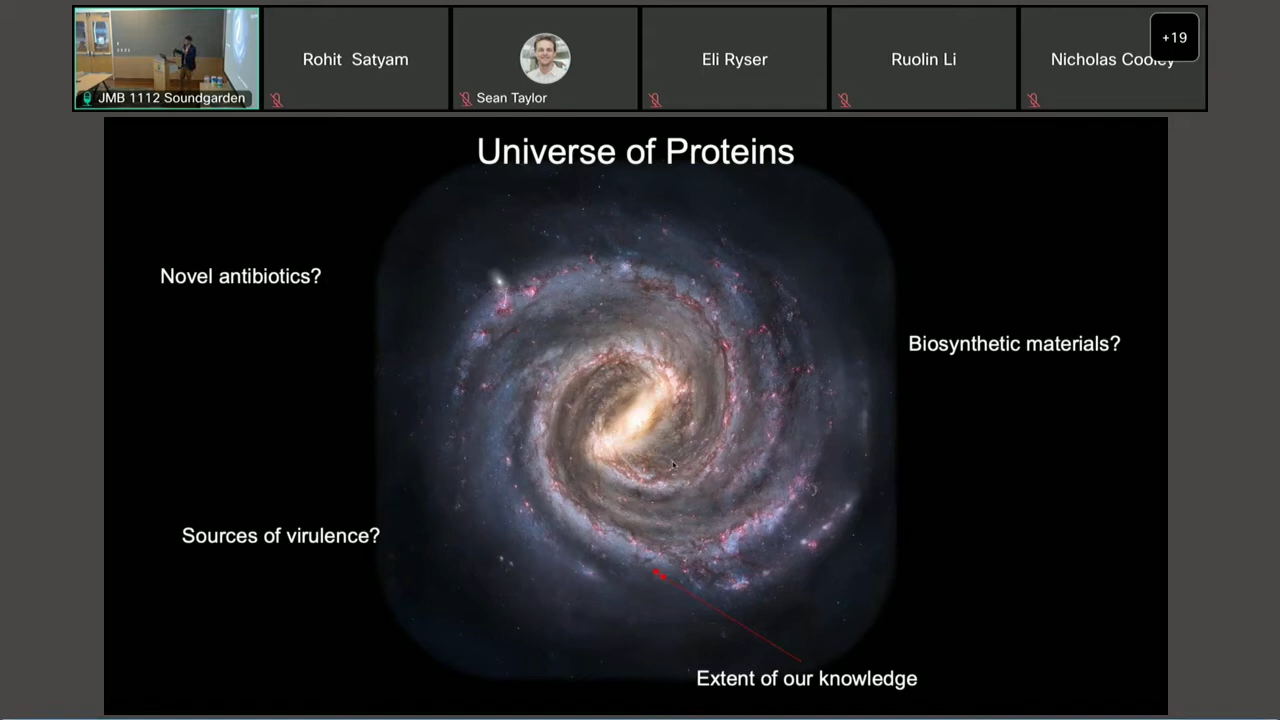 JMB 1112 Soundgarden
Rohit Satyam
Sean Taylor
Eli Ryser
Ruolin Li
Nicholas Cooley
+19
Universe of Proteins
Novel antibiotics?
Biosynthetic materials?
Sources of virulence?
Extent of our knowledge